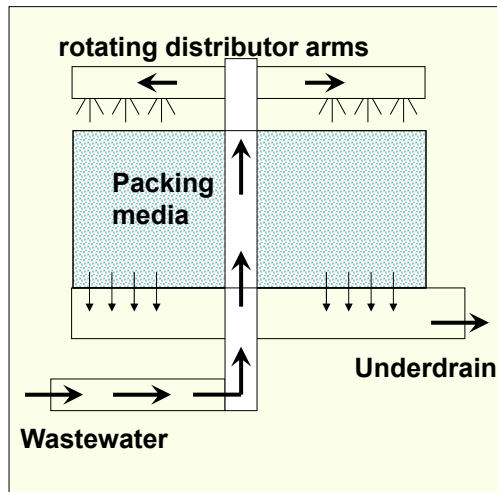 rotating distributor arms
Packing
media
Underdrain
Wastewater